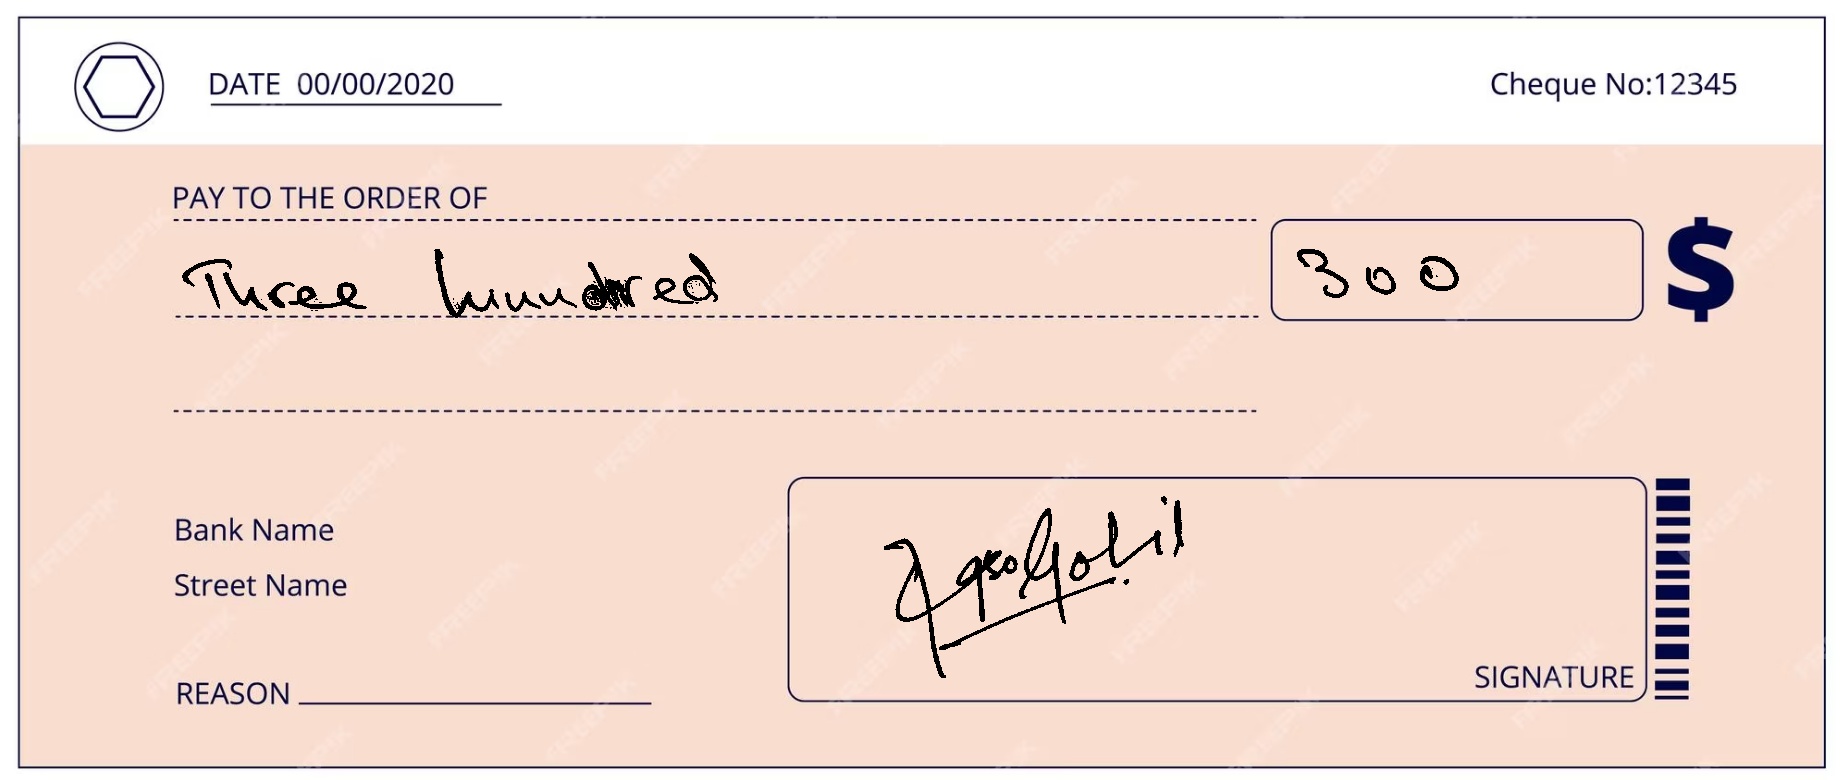 DATE 00/00/2020
Cheque No:12345
PAY TO THE ORDER OF
Three hundred
300
$
Bank Name
Street Name
REASON
SIGNATURE